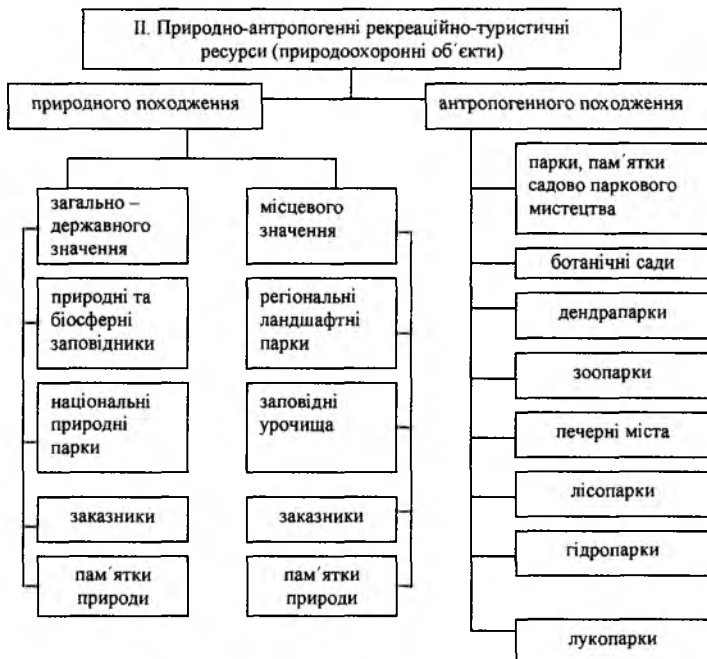 II. Природно-антропогенні рекреаційно-туристичні
ресурси (природоохоронні об´єкти)
природного походження
антропогенного походження
загально –
державного
значення
природні та
біосферні
заповідники
національні
природні
парки
заказники
пам´ятки
природи
місцевого
значення
регіональні
ландшафтні
парки
заповідні
урочища
заказники
пам´ятки
природи
парки, пам´ятки
садово паркового
мистецтва
ботанічні сади
дендрапарки
зоопарки
печерні міста
лісопарки
гідропарки
лукопарки